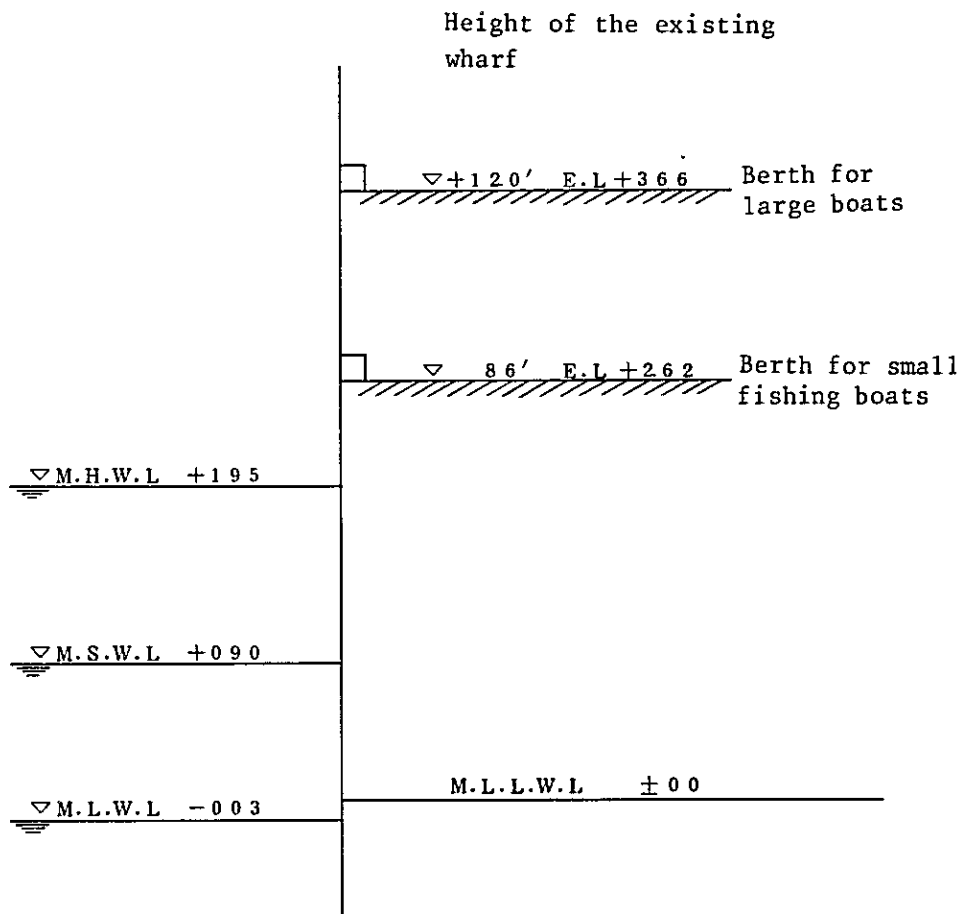 Height of the existing
wharf
▽+120′ E.L+366
Berth for
large boats
▽ 86′ E.L+262
Berth for small
fishing boats
▽M.H.W.L +195
▽M.S.W.L +090
M.L.L.W.L ±00
▽M.L.W.L -003